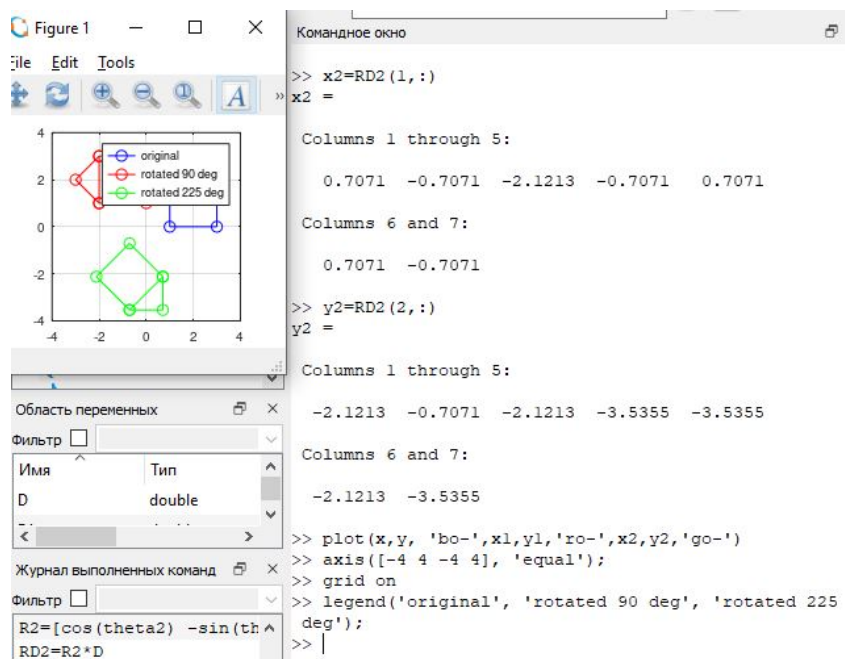 Figure 1
File Edit Tools
A »
4
2
0
-2
-4
-4 -2 0 2 4
original
rotated 90 deg
rotated 225 deg
Область переменных
Фильтр
Имя Тип
D double
Журнал выполненных команд
Фильтр
R2=[cos(theta2) -sin(th
RD2=R2*D
Командное окно
>> x2=RD2(1,:)
x2 =
Columns 1 through 5:
0.7071 -0.7071 -2.1213 -0.7071 0.7071
Columns 6 and 7:
0.7071 -0.7071
>> y2=RD2(2,:)
y2 =
Columns 1 through 5:
-2.1213 -0.7071 -2.1213 -3.5355 -3.5355
Columns 6 and 7:
-2.1213 -3.5355
>> plot(x,y, 'bo-',x1,y1,'ro-',x2,y2,'go-')
>> axis([-4 4 -4 4], 'equal');
>> grid on
>> legend('original', 'rotated 90 deg', 'rotated 225
deg');
>>